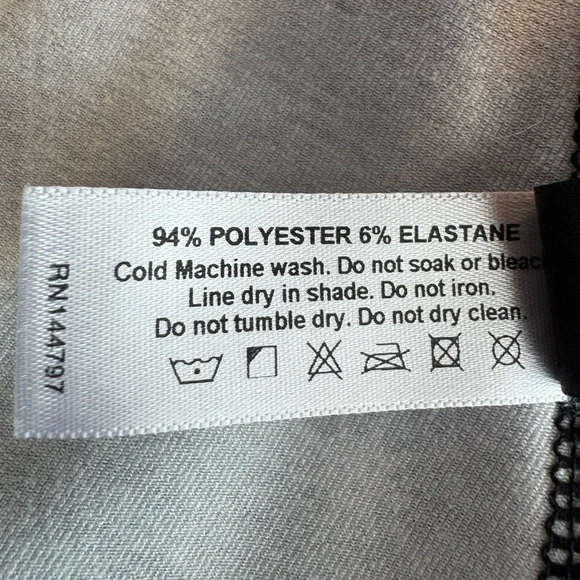 94% POLYESTER 6% ELASTANE
Cold Machine wash. Do not soak or bleac
Line dry in shade. Do not iron.
Do not tumble dry. Do not dry clean.
RN144797